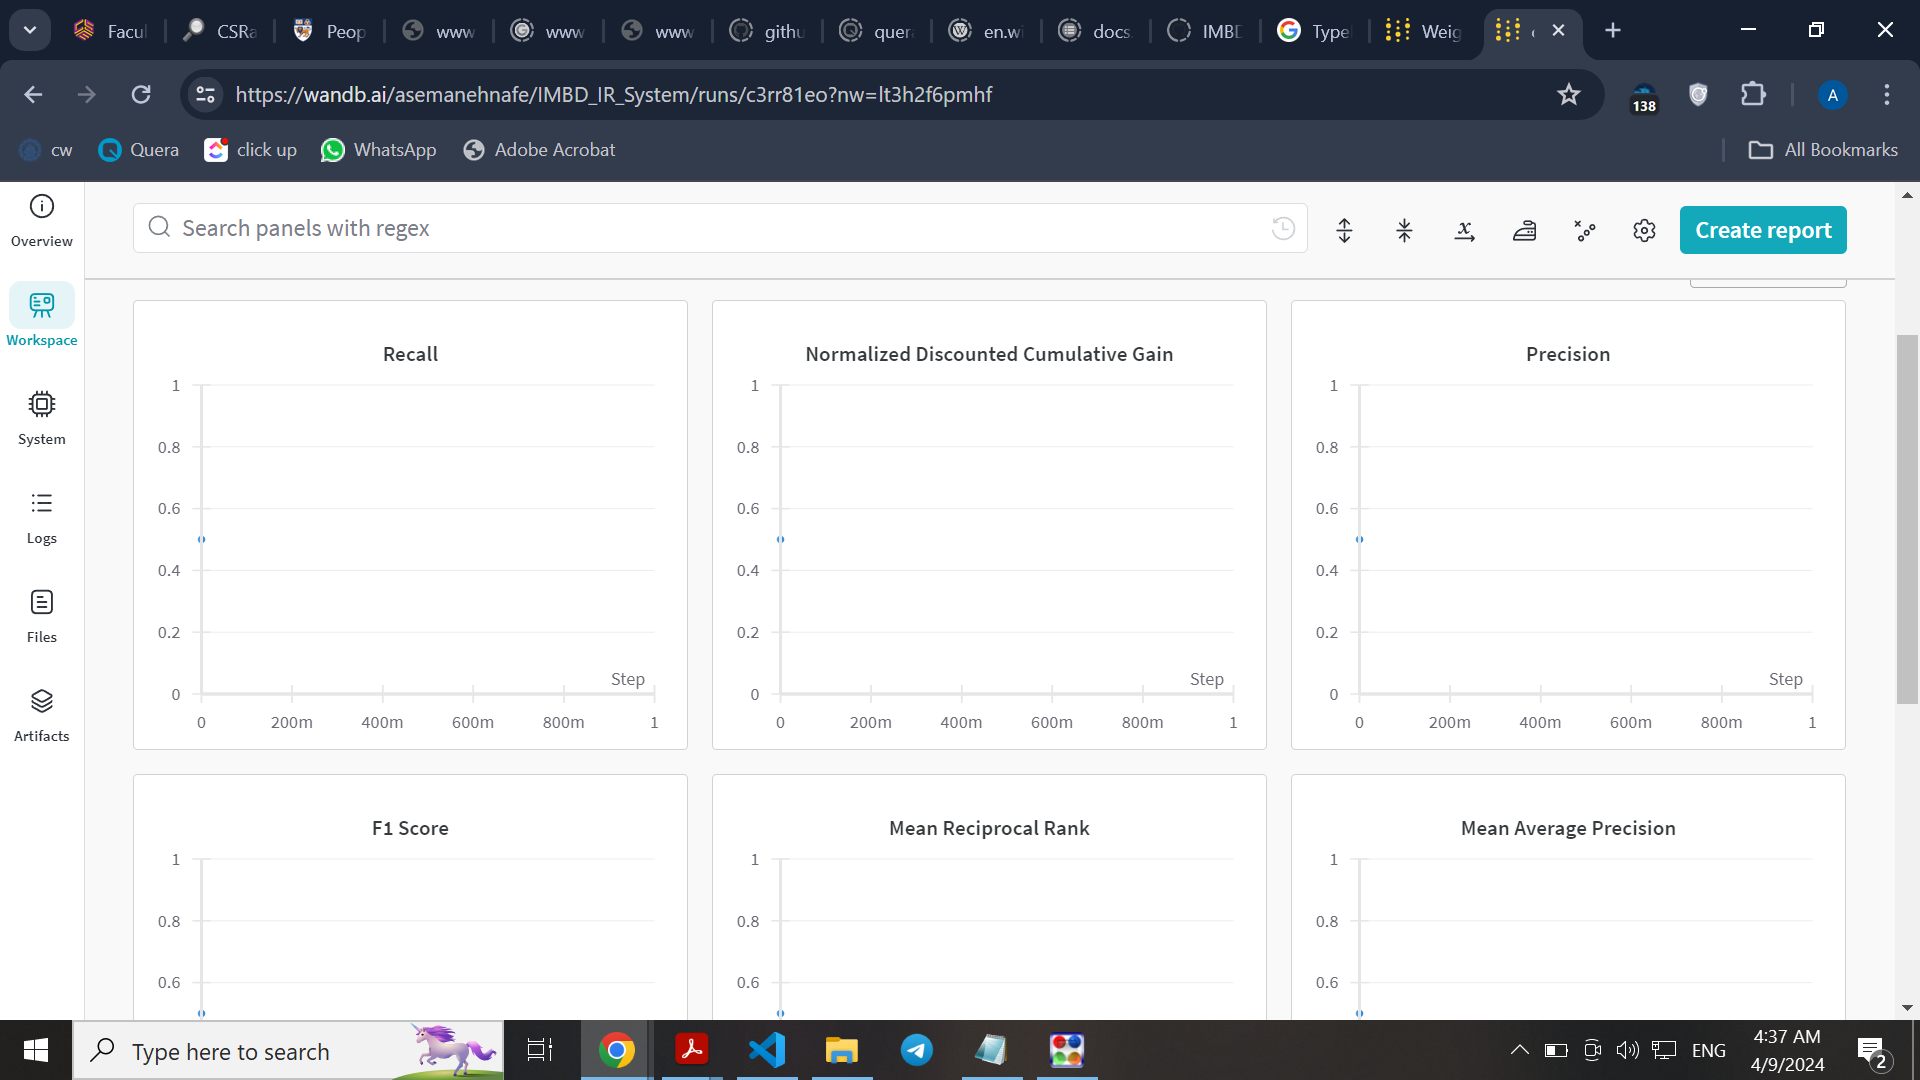 Facul
CSRa
Peop
www
www
www
githu
quer
en.wi
docs
IMBD
Type
Weig
https://wandb.ai/asemanehnafe/IMBD_IR_System/runs/c3rr81eo?nw=lt3h2f6pmhf
138
A
cw
Quera
click up
WhatsApp
Adobe Acrobat
All Bookmarks
Overview
Workspace
System
Logs
Files
Artifacts
Search panels with regex
Create report
Recall
1
0.8
0.6
0.4
0.2
0
Step
0 200m 400m 600m 800m 1
Normalized Discounted Cumulative Gain
1
0.8
0.6
0.4
0.2
0
Step
0 200m 400m 600m 800m 1
Precision
1
0.8
0.6
0.4
0.2
0
Step
0 200m 400m 600m 800m 1
F1 Score
1
0.8
0.6
Mean Reciprocal Rank
1
0.8
0.6
Mean Average Precision
1
0.8
0.6
Type here to search
ENG
4:37 AM
4/9/2024
2